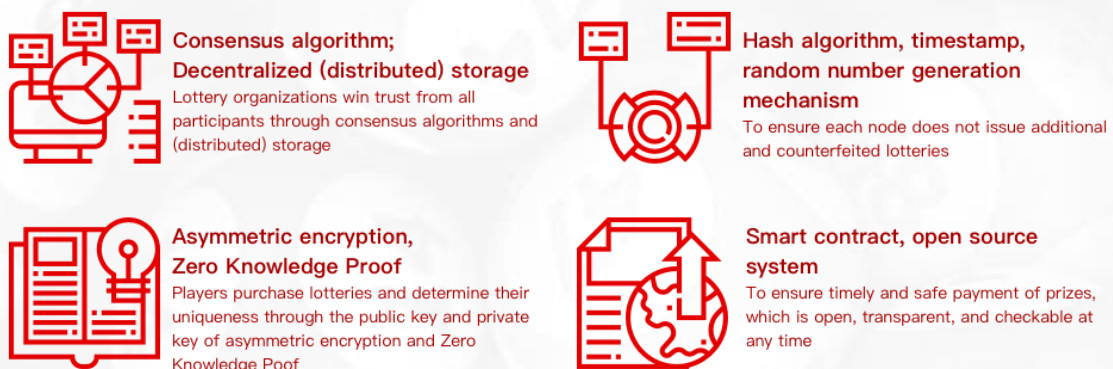 Consensus algorithm;
Decentralized (distributed) storage
Lottery organizations win trust from all
participants through consensus algorithms and
(distributed) storage
Hash algorithm, timestamp,
random number generation
mechanism
To ensure each node does not issue additional
and counterfeited lotteries
Asymmetric encryption,
Zero Knowledge Proof
Players purchase lotteries and determine their
uniqueness through the public key and private
key of asymmetric encryption and Zero
Knowledge Poof
Smart contract, open source
system
To ensure timely and safe payment of prizes,
which is open, transparent, and checkable at
any time